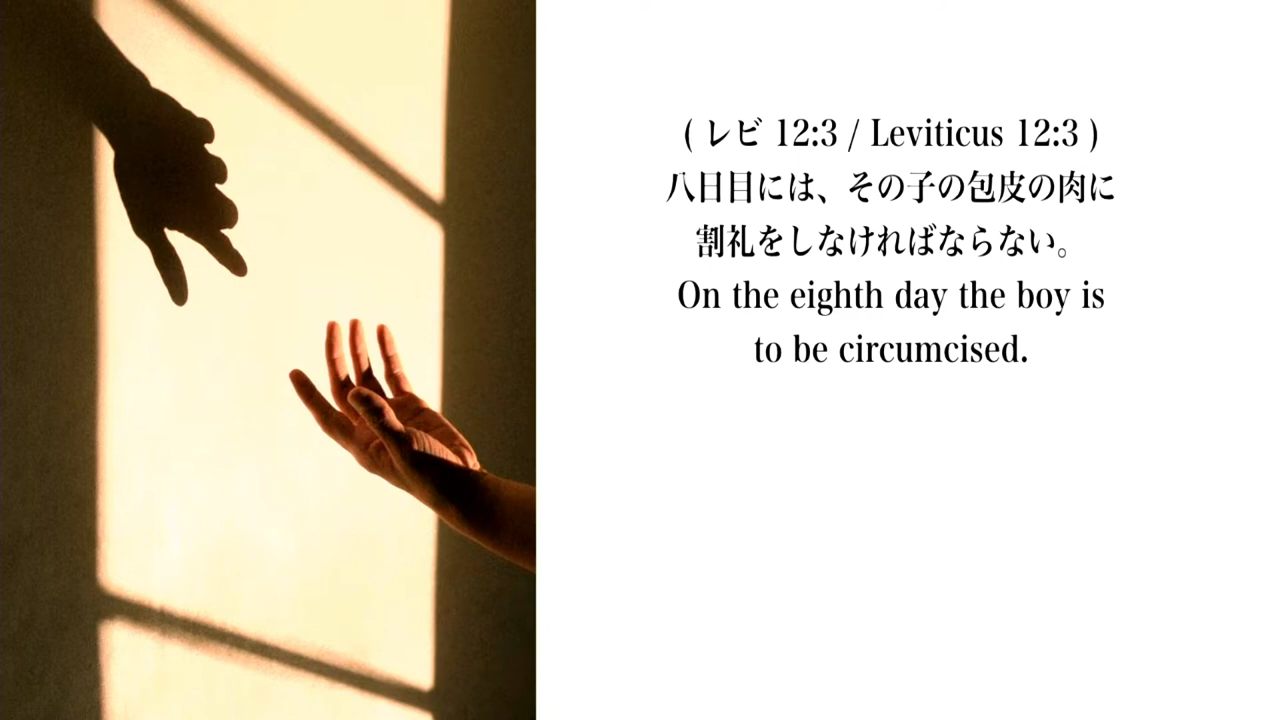 ( レビ 12:3 / Leviticus 12:3 )
八日目には、その子の包皮の肉に
割礼をしなければならない。
On the eighth day the boy is
to be circumcised.